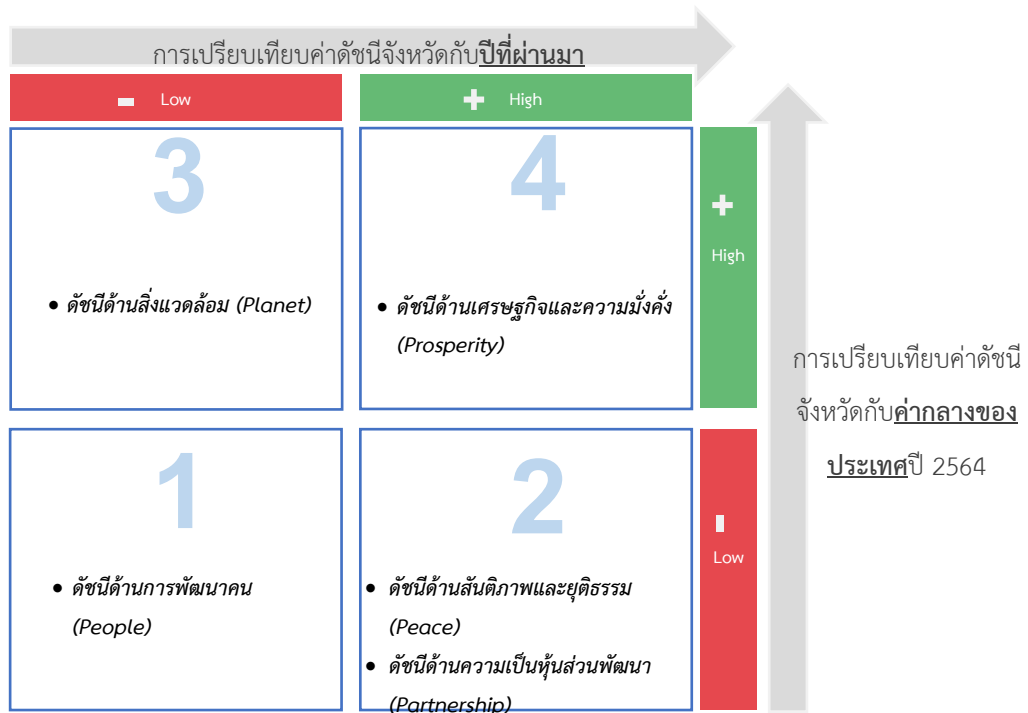 การเปรียบเทียบค่าดัชนีจังหวัดกับปีที่ผ่านมา
- Low
+ High
3
4
+
High
• ดัชนีด้านสิ่งแวดล้อม (Planet)
• ดัชนีด้านเศรษฐกิจและความมั่งคั่ง
(Prosperity)
การเปรียบเทียบค่าดัชนี
จังหวัดกับค่ากลางของ
ประเทศปี 2564
1
2
-
Low
• ดัชนีด้านการพัฒนาคน
(People)
• ดัชนีด้านสันติภาพและยุติธรรม
(Peace)
• ดัชนีด้านความเป็นหุ้นส่วนพัฒนา
(Partnership)